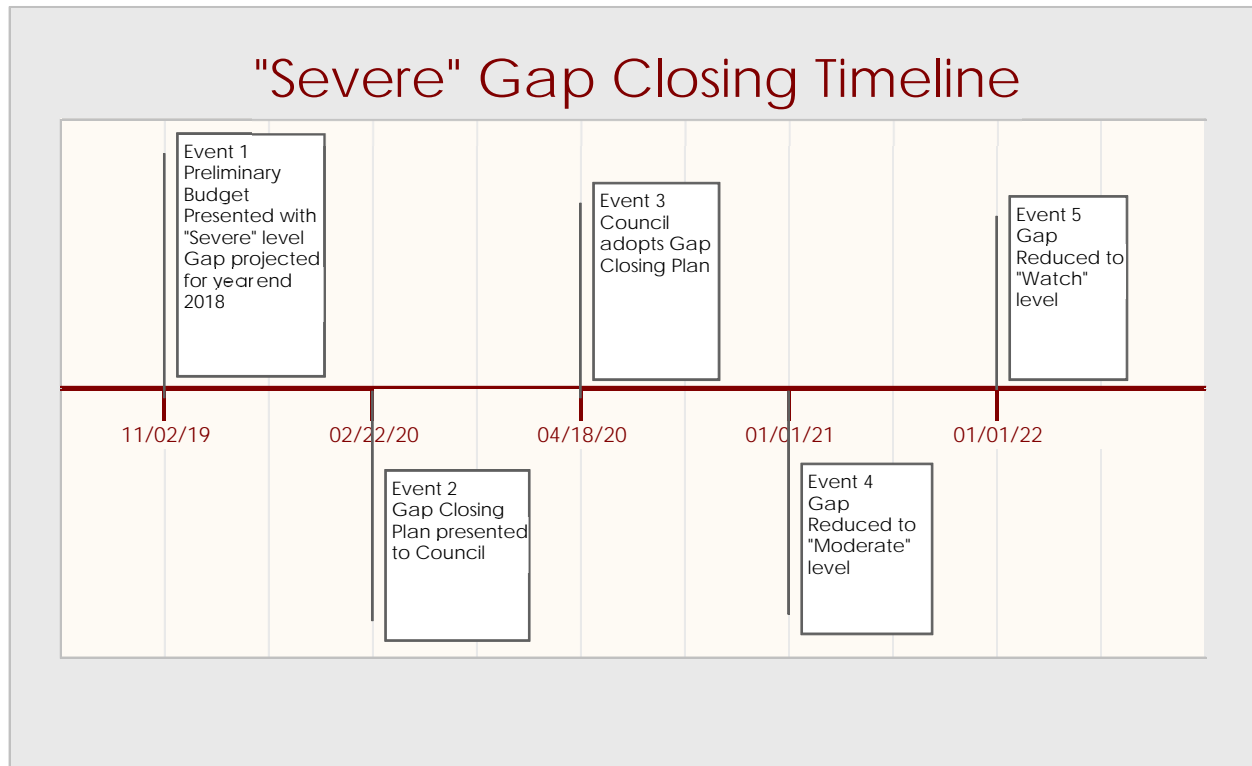 "Severe" Gap Closing Timeline
Event 1
Preliminary
Budget
Presented with
"Severe" level
Gap projected
for year end
2018
Event 3
Council
adopts Gap
Closing Plan
Event 5
Gap
Reduced to
"Watch"
level
11/02/19
02/22/20
04/18/20
01/01/21
01/01/22
Event 2
Gap Closing
Plan presented
to Council
Event 4
Gap
Reduced to
"Moderate"
level